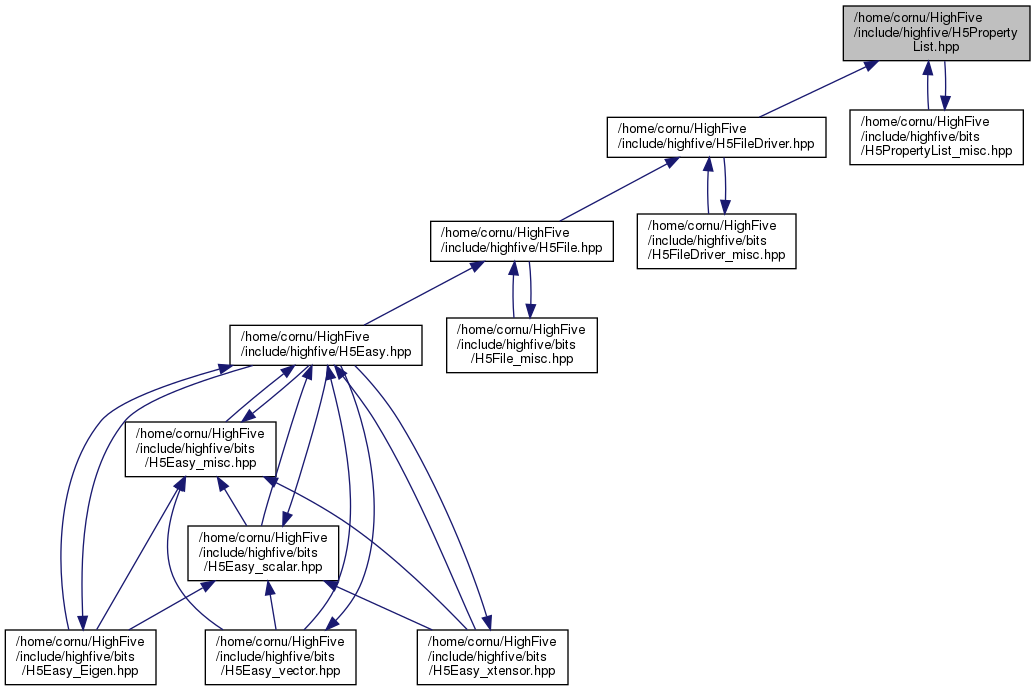 /home/cornu/HighFive
/include/highfive/H5Property
List.hpp
/home/cornu/HighFive
/include/highfive/H5FileDriver.hpp
/home/cornu/HighFive
/include/highfive/bits
/H5PropertyList_misc.hpp
/home/cornu/HighFive
/include/highfive/H5File.hpp
/home/cornu/HighFive
/include/highfive/bits
/H5FileDriver_misc.hpp
/home/cornu/HighFive
/include/highfive/H5Easy.hpp
/home/cornu/HighFive
/include/highfive/bits
/H5File_misc.hpp
/home/cornu/HighFive
/include/highfive/bits
/H5Easy_misc.hpp
/home/cornu/HighFive
/include/highfive/bits
/H5Easy_scalar.hpp
/home/cornu/HighFive
/include/highfive/bits
/H5Easy_Eigen.hpp
/home/cornu/HighFive
/include/highfive/bits
/H5Easy_vector.hpp
/home/cornu/HighFive
/include/highfive/bits
/H5Easy_xtensor.hpp